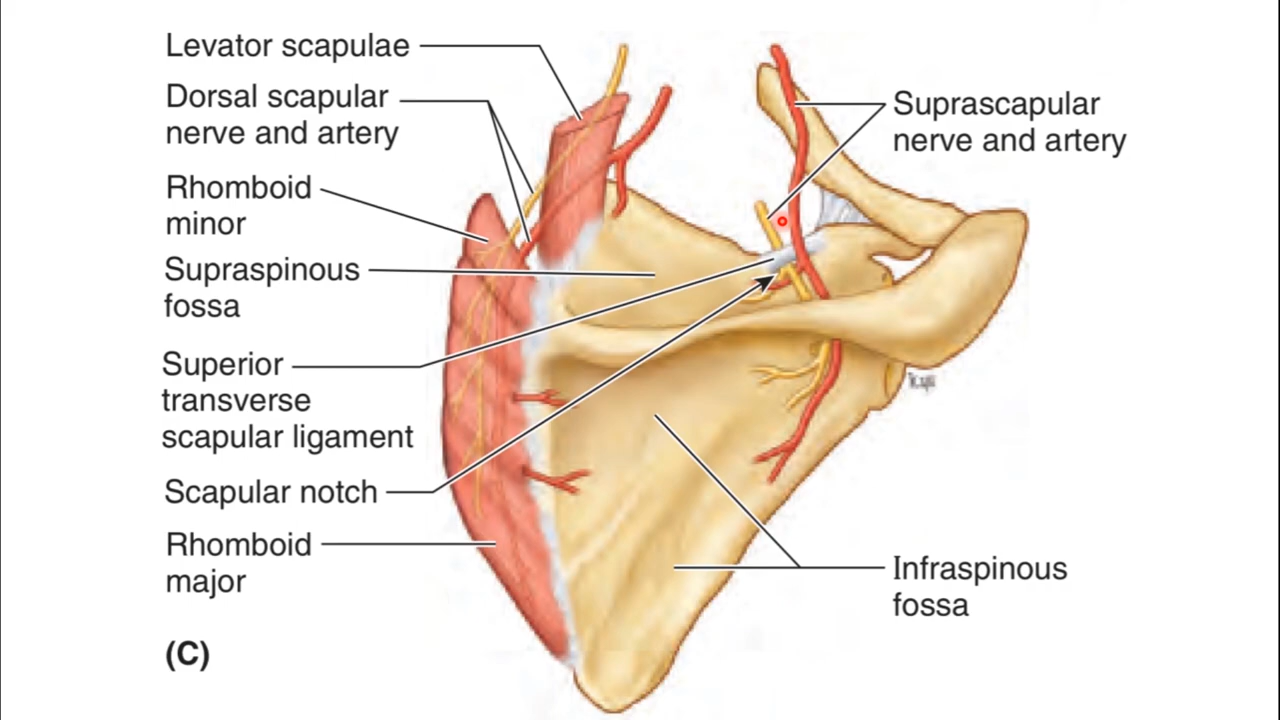 Levator scapulae
Dorsal scapular
nerve and artery
Rhomboid
minor
Supraspinous
fossa
Superior
transverse
scapular ligament
Scapular notch
Rhomboid
major
(C)
Suprascapular
nerve and artery
Infraspinous
fossa